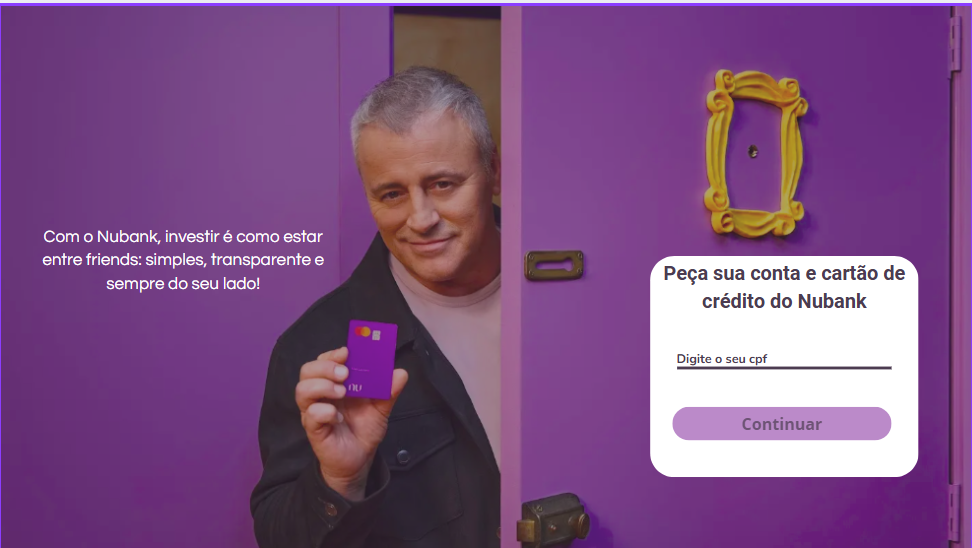 Com o Nubank, investir é como estar
entre friends: simples, transparente e
sempre do seu lado!
nu
Peça sua conta e cartão de
crédito do Nubank
Digite o seu cpf
Continuar